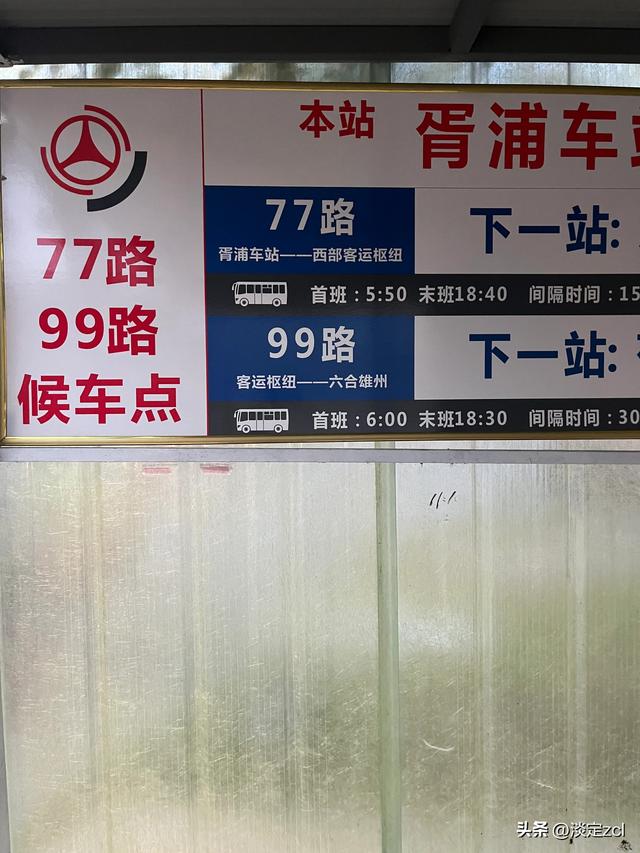 77路
99路
候车点
本站 胥浦车站
77路
胥浦车站——西部客运枢纽
下一站:
首班：5:50 末班18:40 间隔时间：15
99路
客运枢纽——六合雄州
下一站:
首班：6:00 末班18:30 间隔时间：30
头条 @淡定zcl